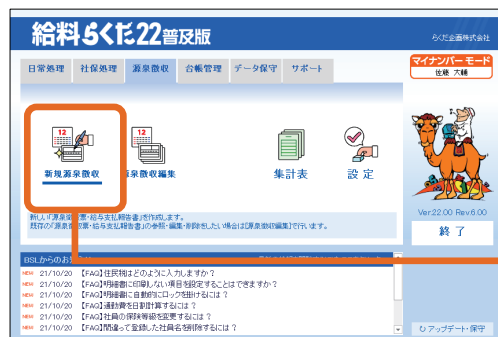 給料らくだ22普及版
らくだ企画株式会社
日常処理 社保処理 源泉徴収 台帳管理 データ保守 サポート
マイナンバー モード
佐藤 大輔
12
12
新規源泉徴収
泉徴収編集
集計表
設 定
新しい「源泉徴収票・給与支払報告書」を作成します。
既存の「源泉徴収票・給与支払報告書」の参照・編集・削除をしたい場合は[源泉徴収編集]で行います。
Ver.22.00 Rev.6.00
終 了
BSLからのお
NEW 21/10/20 【FAQ】住民税はどのように入力しますか?
NEW 21/10/20 【FAQ】明細書に印刷しない項目を設定することはできますか?
NEW 21/10/20 【FAQ】明細書に自動的にロックを掛けるには?
NEW 21/10/20 【FAQ】通勤費を日割計算するには?
NEW 21/10/20 【FAQ】社員の保険等級を変更するには?
NEW 21/10/20 【FAQ】間違って登録した社員名を削除するには?
アップデート・保守